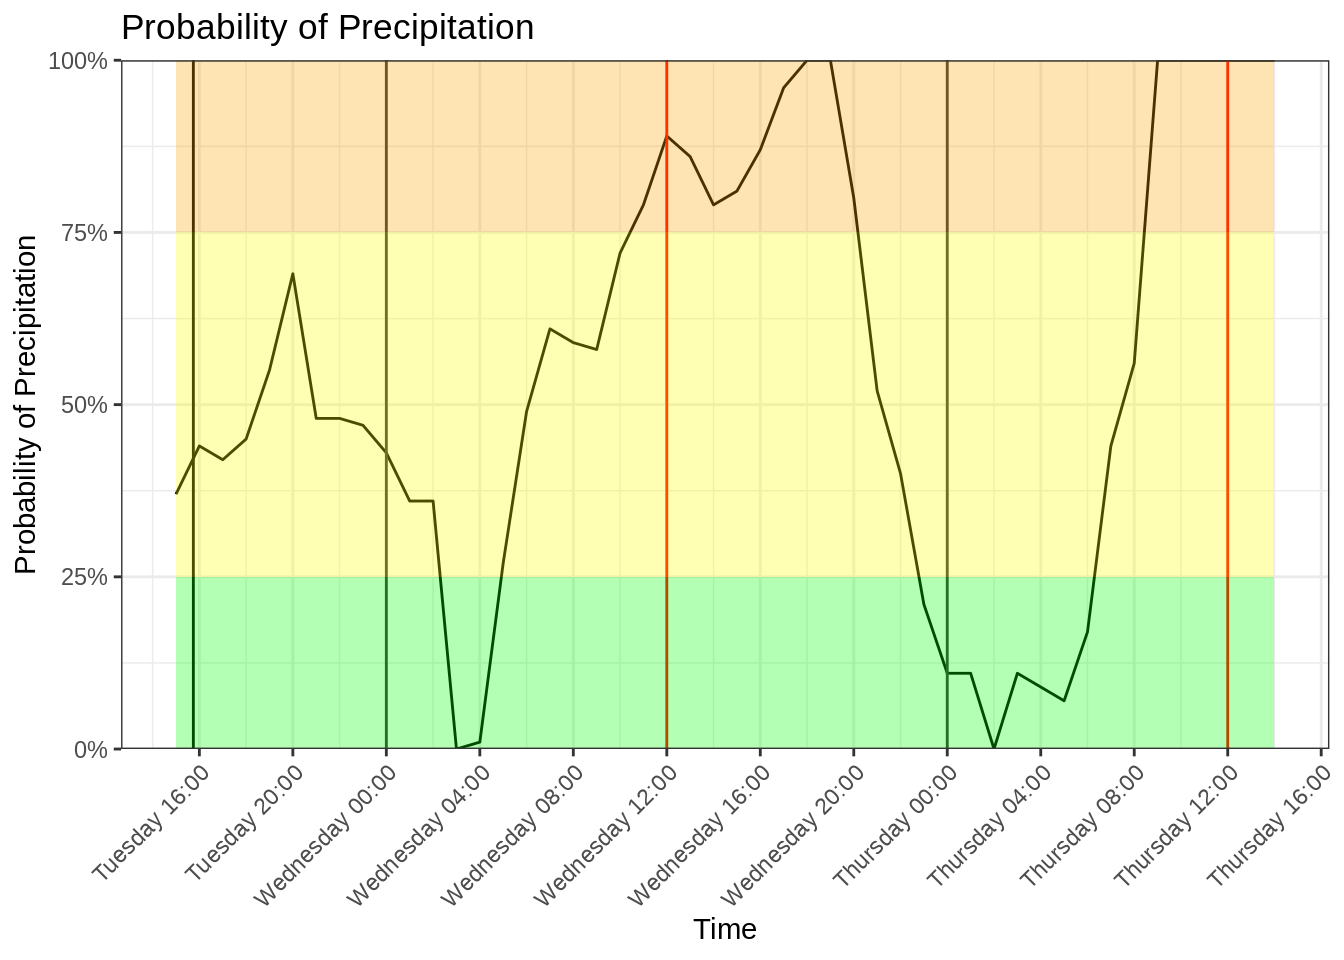 Probability of Precipitation
Probability of Precipitation
100%
75%
50%
25%
0%
Tuesday 16:00
Tuesday 20:00
Wednesday 00:00
Wednesday 04:00
Wednesday 08:00
Wednesday 12:00
Wednesday 16:00
Wednesday 20:00
Thursday 00:00
Thursday 04:00
Thursday 08:00
Thursday 12:00
Thursday 16:00
Time